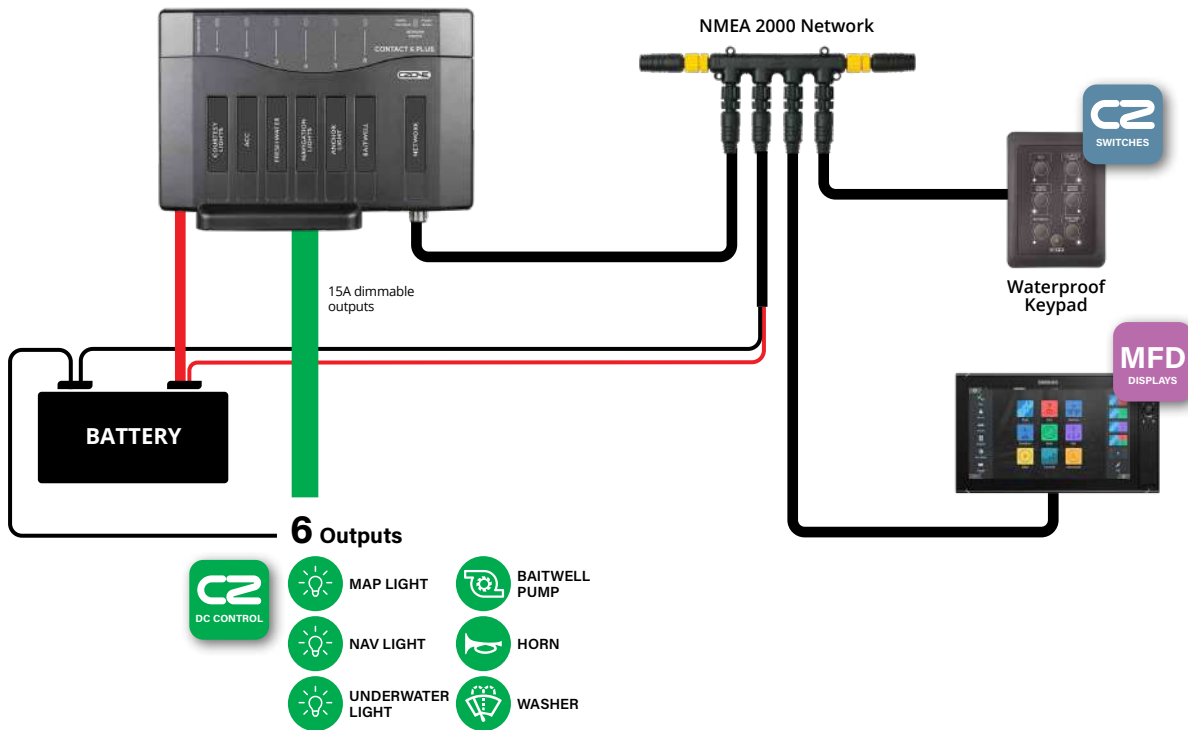 CONTACT 6 PLUS
CZONE
COURTESY
LIGHTS
ACC
FRESHWATER
NAVIGATION
LIGHTS
ANCHOR
LIGHT
BAITWELL
NETWORK
NMEA 2000 Network
CZ
SWITCHES
Waterproof
Keypad
15A dimmable
outputs
MFD
DISPLAYS
BATTERY
6 Outputs
CZ
DC CONTROL
MAP LIGHT
BAITWELL
PUMP
NAV LIGHT
HORN
UNDERWATER
LIGHT
WASHER